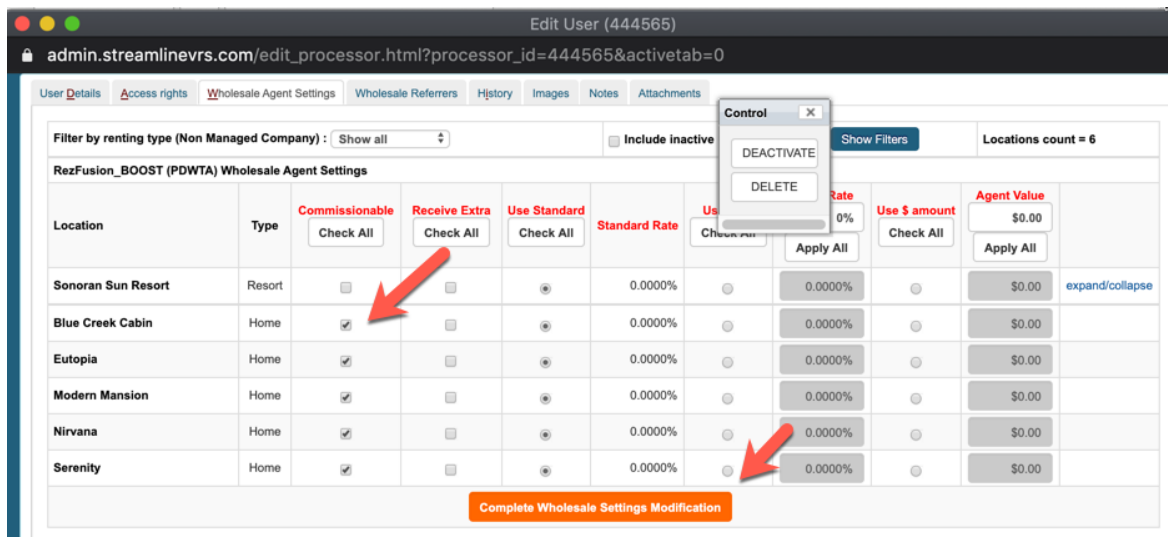 Edit User (444565)
admin.streamlinevrs.com/edit_processor.html?processor_id=444565&activetab=0
User Details Access rights Wholesale Agent Settings Wholesale Referrers History Images Notes Attachments
Control ×
DEACTIVATE
DELETE
Filter by renting type (Non Managed Company) : Show all Include inactive Show Filters Locations count = 6
RezFusion_BOOST (PDWTA) Wholesale Agent Settings
Location Type Commissionable Check All Receive Extra Check All Use Standard Check All Standard Rate Check All Rate 0% Apply All Use $ amount Check All Agent Value $0.00 Apply All
Sonoran Sun Resort Resort 0.0000% 0.0000% $0.00 expand/collapse
Blue Creek Cabin Home 0.0000% 0.0000% $0.00
Eutopia Home 0.0000% 0.0000% $0.00
Modern Mansion Home 0.0000% 0.0000% $0.00
Nirvana Home 0.0000% 0.0000% $0.00
Serenity Home 0.0000% 0.0000% $0.00
Complete Wholesale Settings Modification